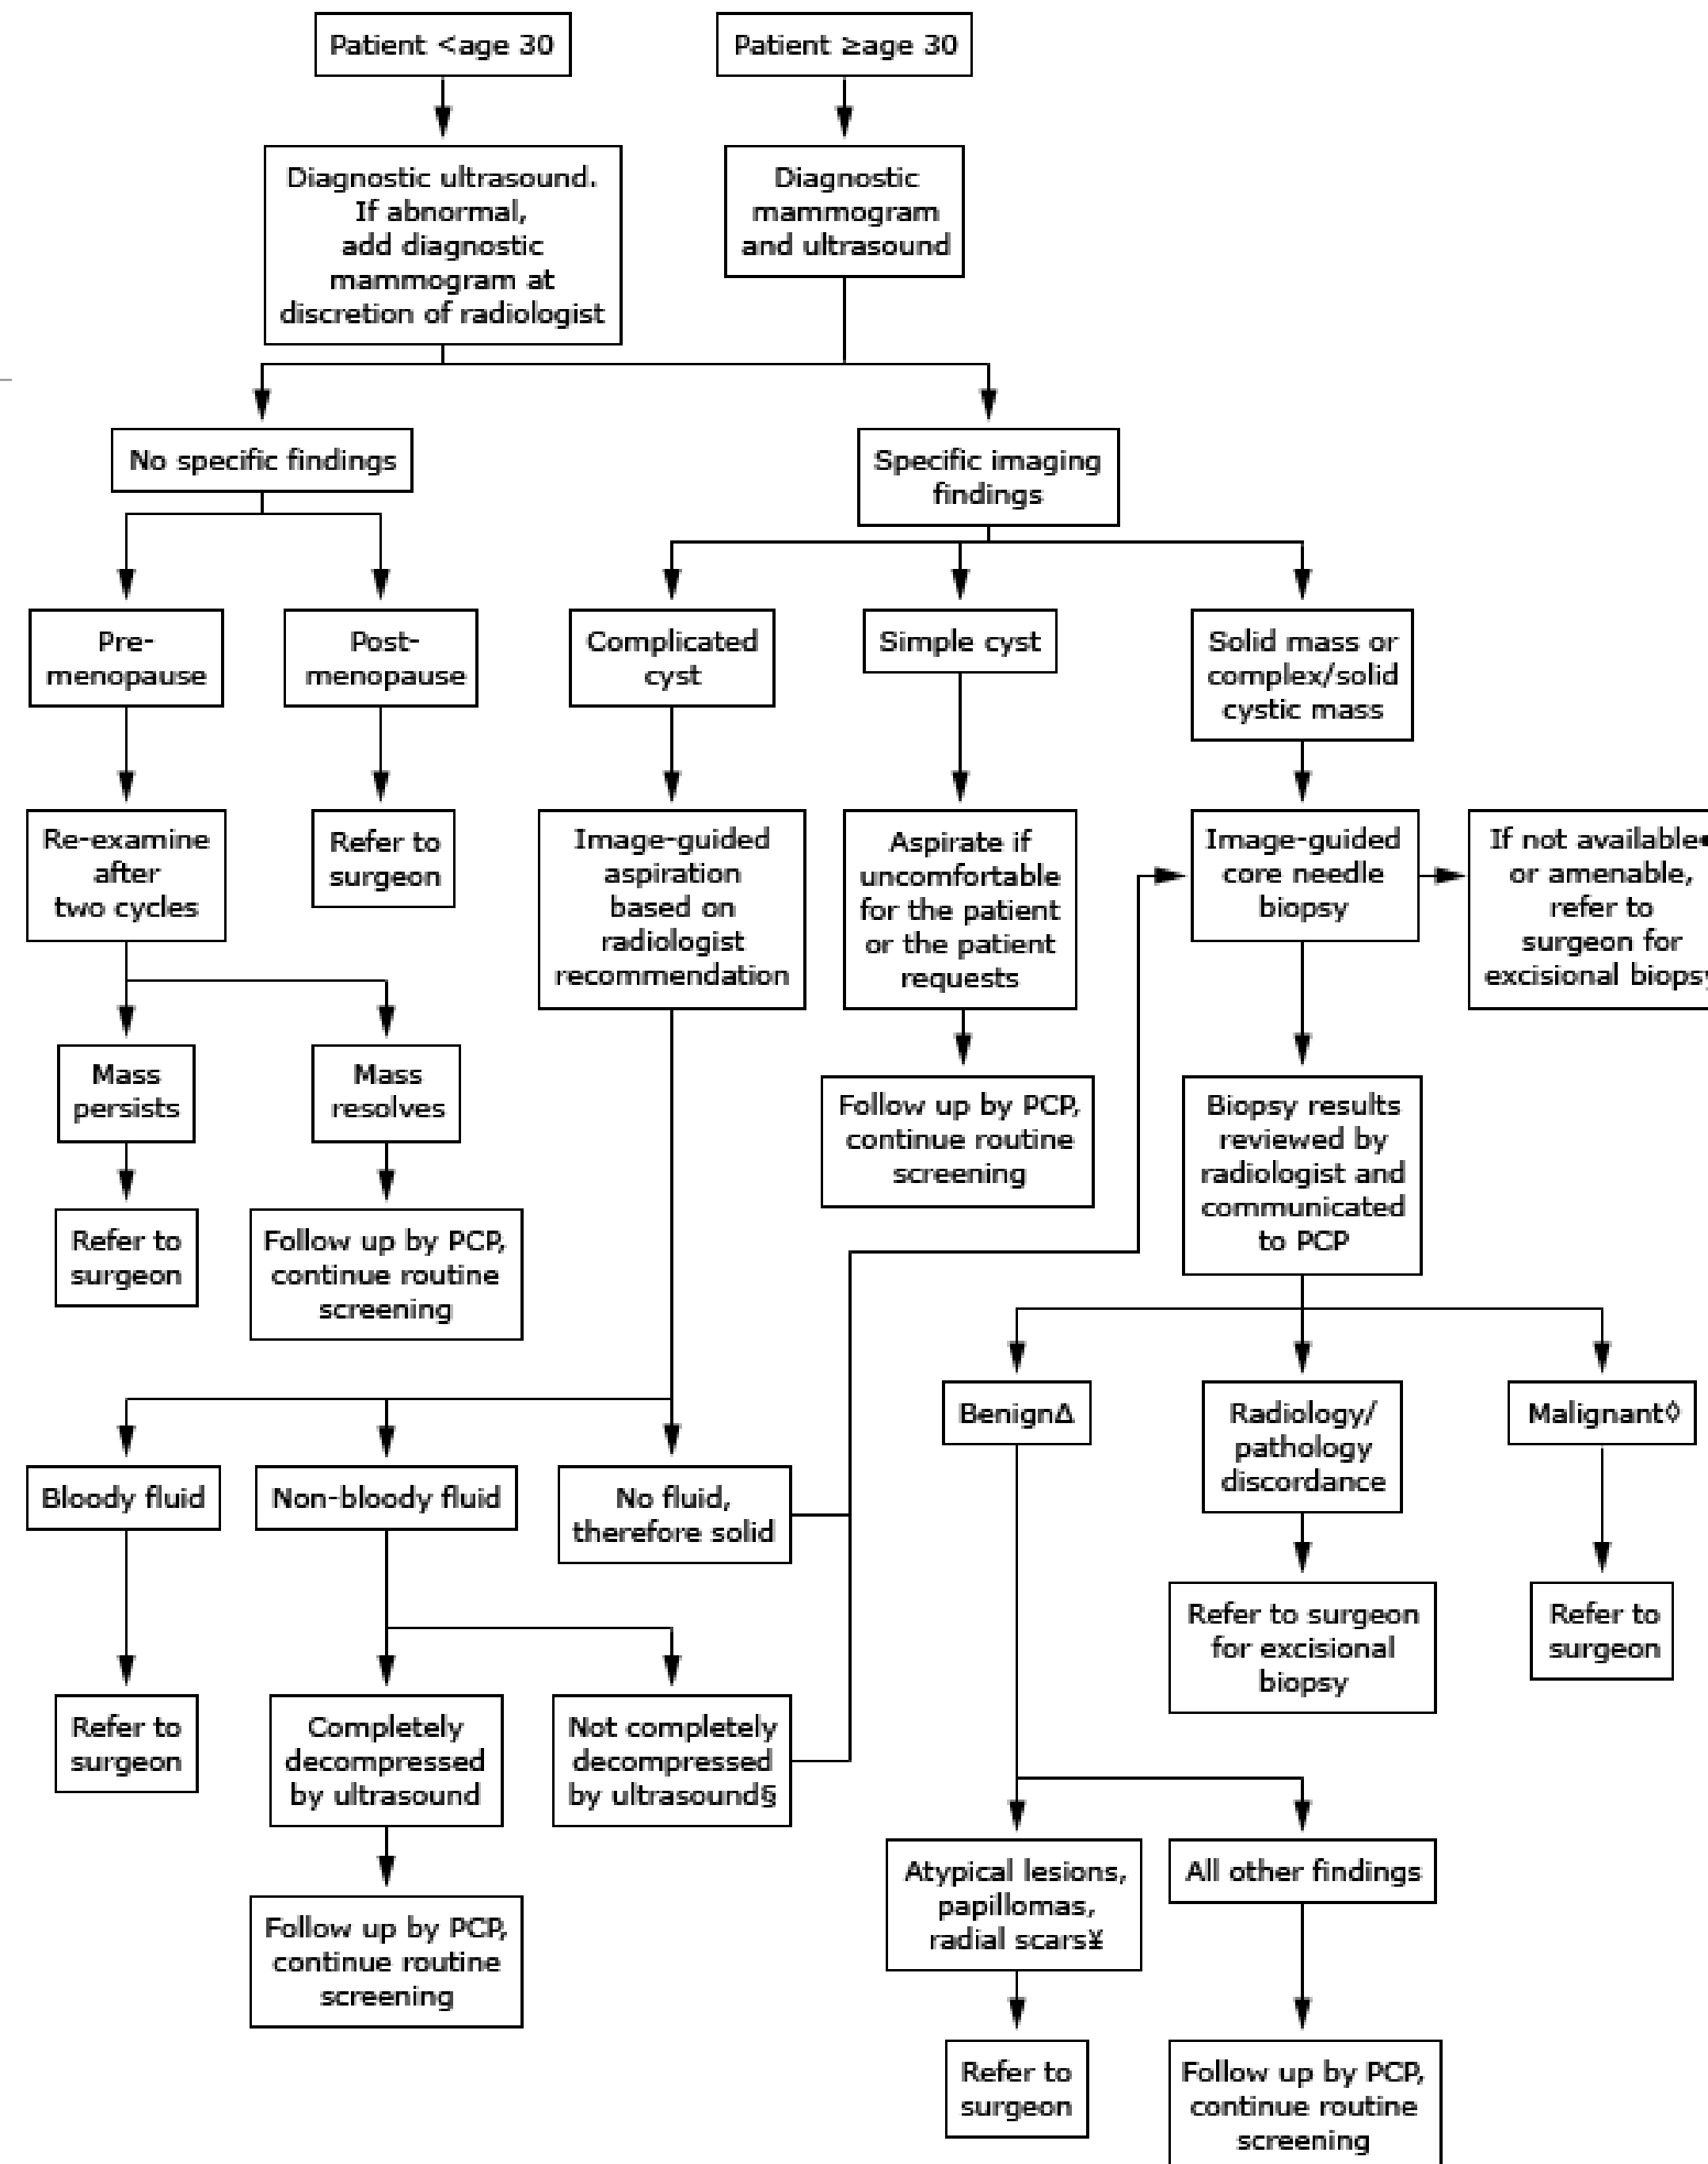 Patient <age 30
Patient ≥age 30
Diagnostic ultrasound.
If abnormal,
add diagnostic
mammogram at
discretion of radiologist
Diagnostic
mammogram
and ultrasound
No specific findings
Specific imaging
findings
Pre-
menopause
Post-
menopause
Complicated
cyst
Simple cyst
Solid mass or
complex/solid
cystic mass
Re-examine
after
two cycles
Refer to
surgeon
Image-guided
aspiration
based on
radiologist
recommendation
Aspirate if
uncomfortable
for the patient
or the patient
requests
Image-guided
core needle
biopsy
If not available•
or amenable,
refer to
surgeon for
excisional biopsy
Mass
persists
Mass
resolves
Follow up by PCP,
continue routine
screening
Biopsy results
reviewed by
radiologist and
communicated
to PCP
Refer to
surgeon
Follow up by PCP,
continue routine
screening
BenignΔ
Radiology/
pathology
discordance
Malignant◊
Bloody fluid
Non-bloody fluid
No fluid,
therefore solid
Refer to surgeon
for excisional
biopsy
Refer to
surgeon
Refer to
surgeon
Completely
decompressed
by ultrasound
Not completely
decompressed
by ultrasound§
Atypical lesions,
papillomas,
radial scars¥
All other findings
Follow up by PCP,
continue routine
screening
Refer to
surgeon
Follow up by PCP,
continue routine
screening